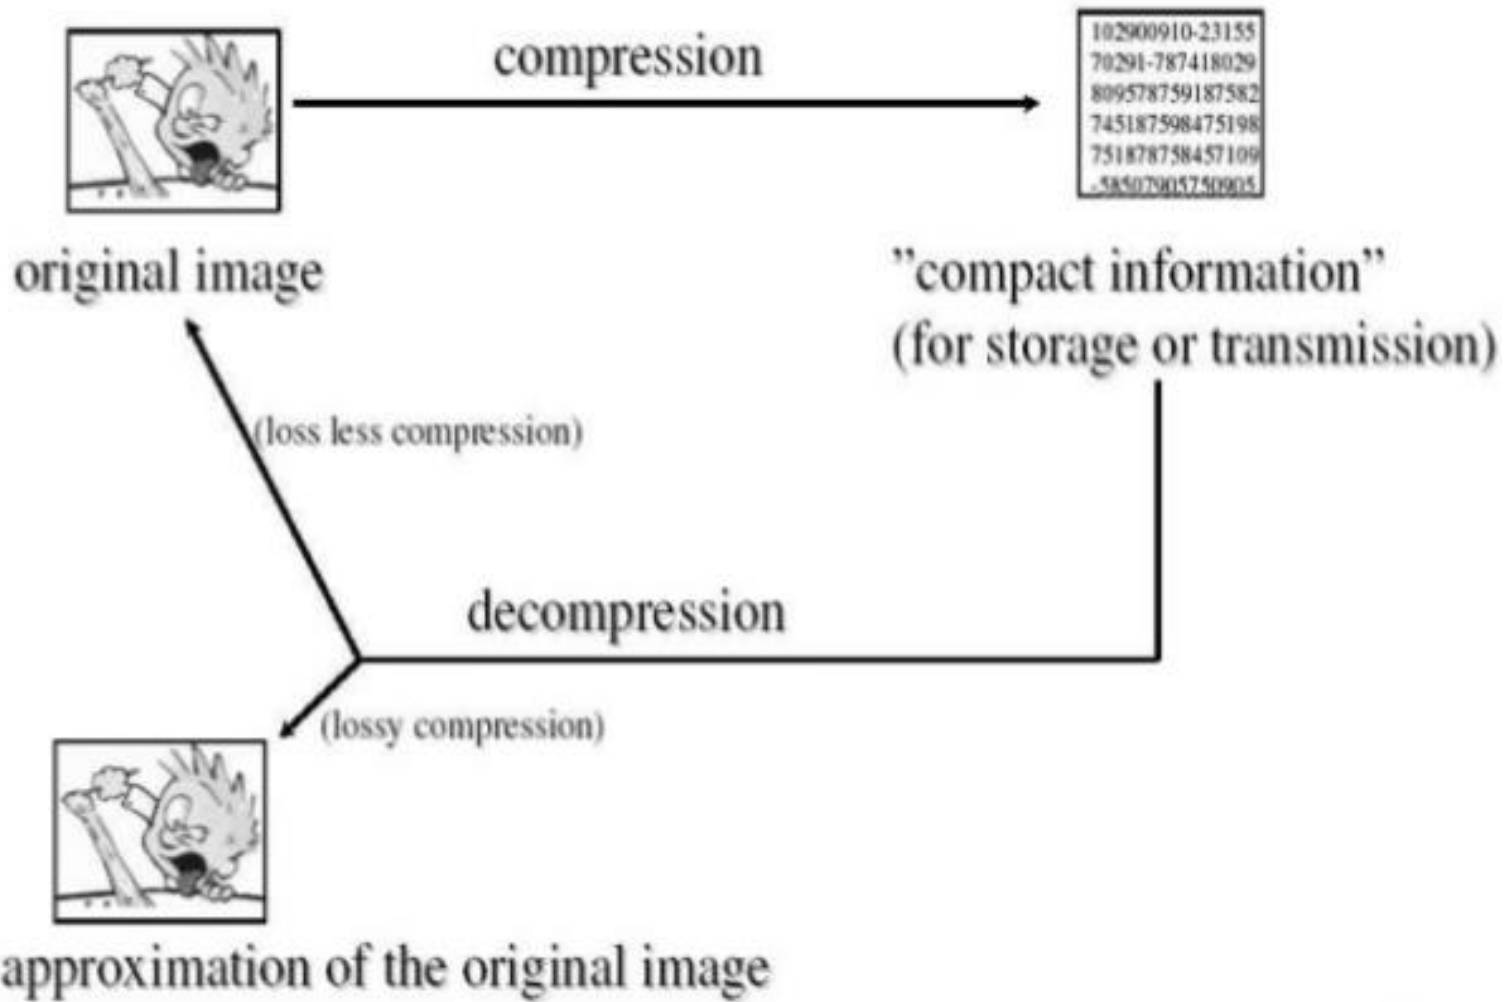 compression
102900910-23155
70291-787418029
809578759187582
745187598475198
751878758457109
-58507905750905
original image
”compact information”
(for storage or transmission)
(loss less compression)
decompression
(lossy compression)
approximation of the original image